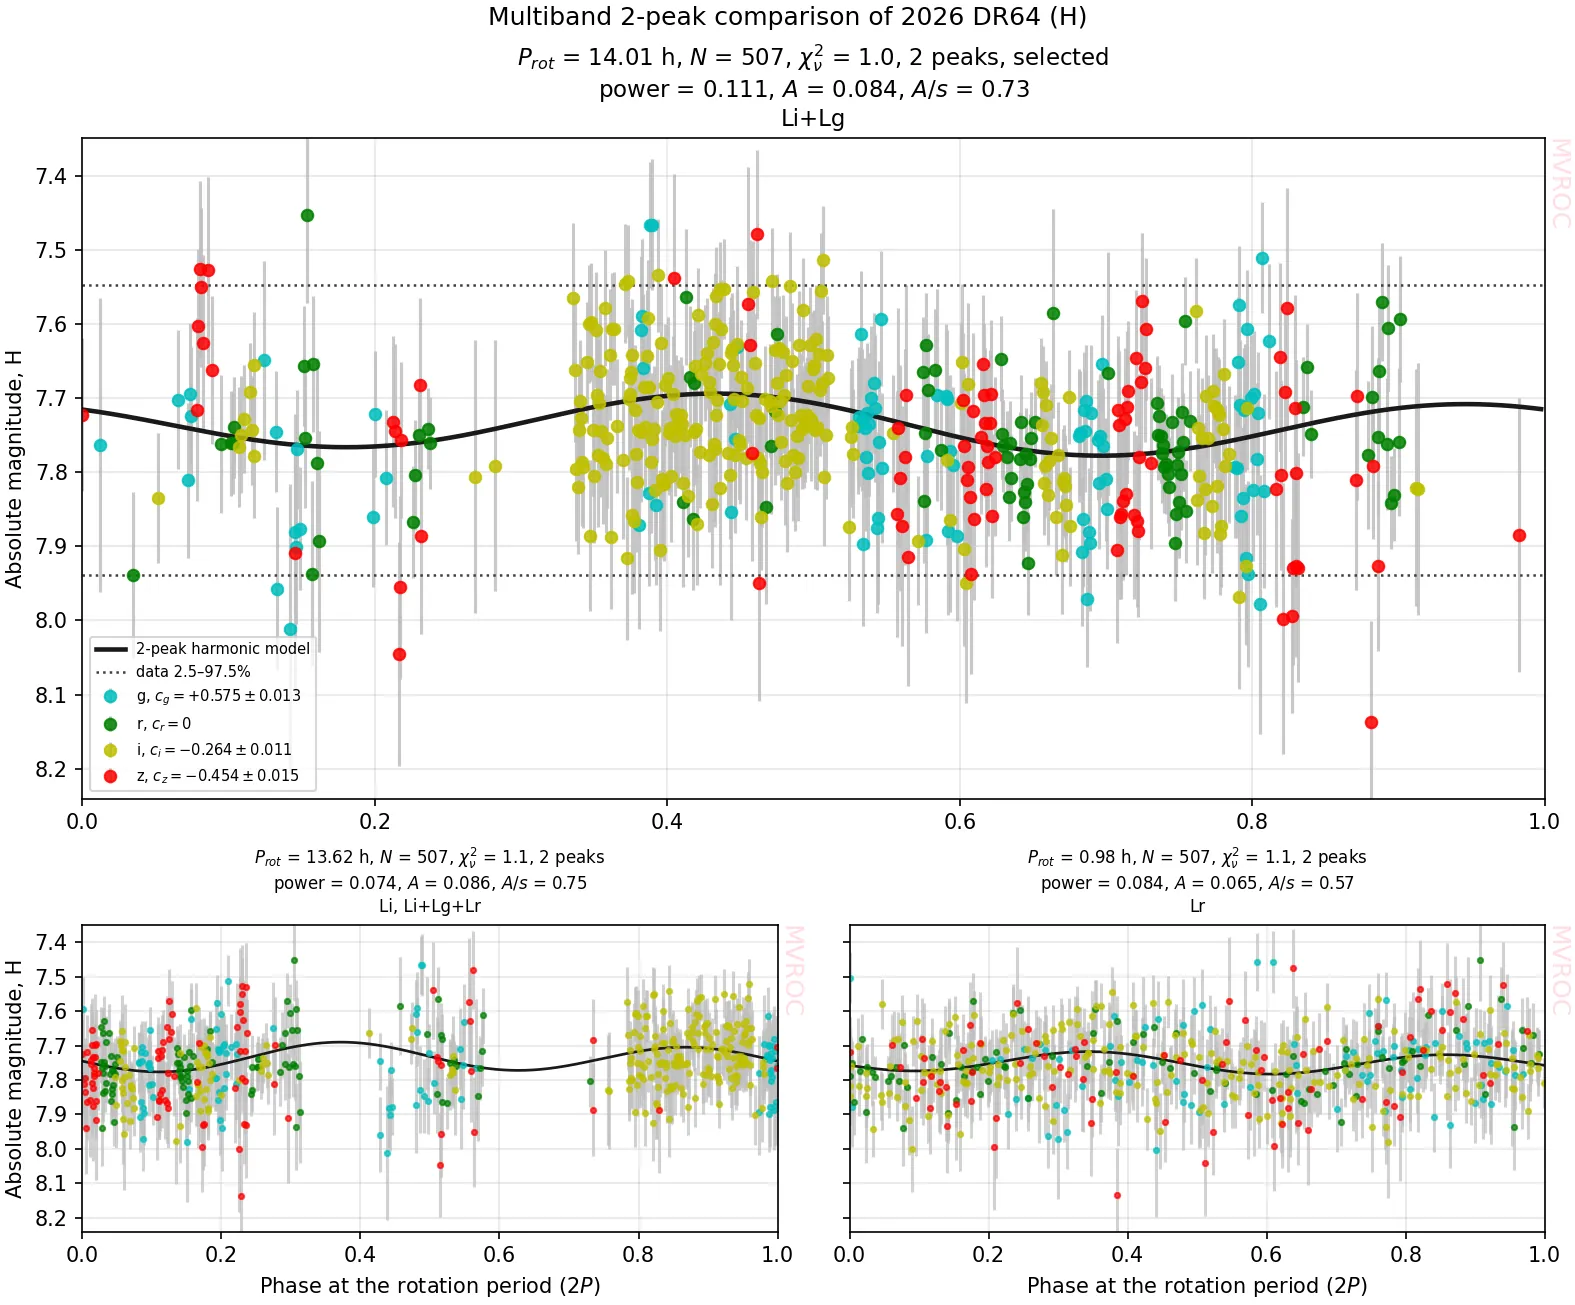 Multiband 2-peak comparison of 2026 DR64 (H)
P_rot = 14.01 h, N = 507, χ²_ν = 1.0, 2 peaks, selected
power = 0.111, A = 0.084, A/s = 0.73
Li+Lg
MVROC
Absolute magnitude, H
7.4
7.5
7.6
7.7
7.8
7.9
8.0
8.1
8.2
2-peak harmonic model
data 2.5–97.5%
g, c_g = +0.575 ± 0.013
r, c_r = 0
i, c_i = −0.264 ± 0.011
z, c_z = −0.454 ± 0.015
0.0 0.2 0.4 0.6 0.8 1.0
P_rot = 13.62 h, N = 507, χ²_ν = 1.1, 2 peaks
power = 0.074, A = 0.086, A/s = 0.75
Li, Li+Lg+Lr
MVROC
Absolute magnitude, H
7.4
7.5
7.6
7.7
7.8
7.9
8.0
8.1
8.2
0.0 0.2 0.4 0.6 0.8 1.0
Phase at the rotation period (2P)
P_rot = 0.98 h, N = 507, χ²_ν = 1.1, 2 peaks
power = 0.084, A = 0.065, A/s = 0.57
Lr
MVROC
0.0 0.2 0.4 0.6 0.8 1.0
Phase at the rotation period (2P)